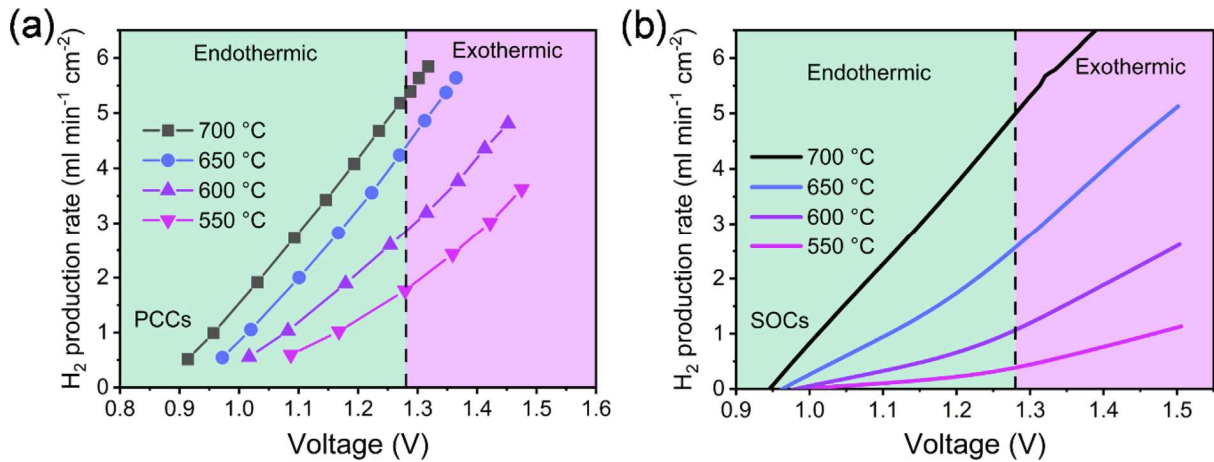 (a)
H₂ production rate (ml min⁻¹ cm⁻²)
6
5
4
3
2
1
0
Endothermic
Exothermic
700 °C
650 °C
600 °C
550 °C
PCCs
0.8 0.9 1.0 1.1 1.2 1.3 1.4 1.5 1.6
Voltage (V)
(b)
H₂ production rate (ml min⁻¹ cm⁻²)
6
5
4
3
2
1
0
Endothermic
Exothermic
700 °C
650 °C
600 °C
550 °C
SOCs
0.9 1.0 1.1 1.2 1.3 1.4 1.5
Voltage (V)